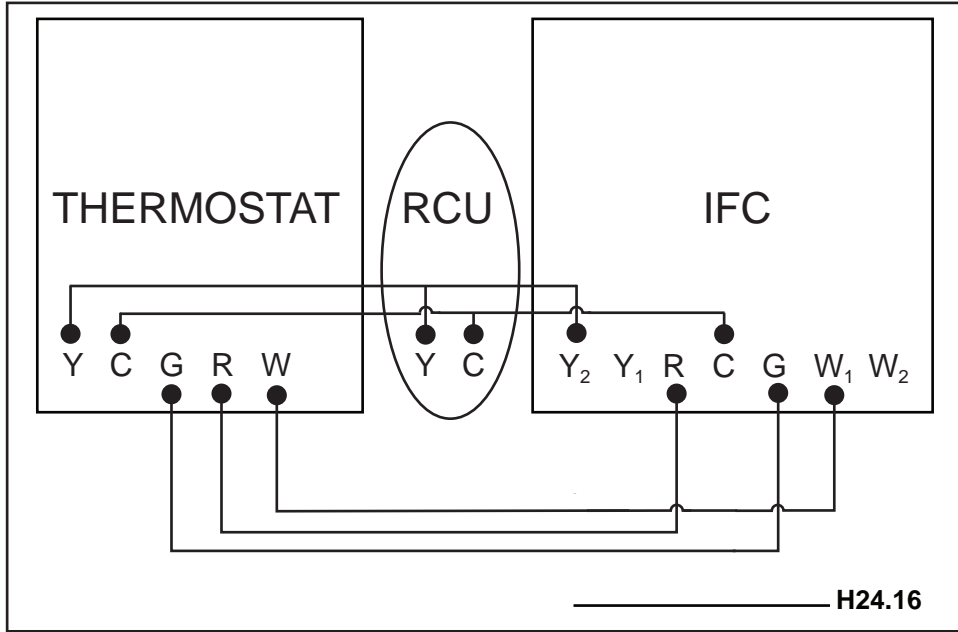 THERMOSTAT RCU IFC
Y C G R W Y C Y₂ Y₁ R C G W₁ W₂
H24.16